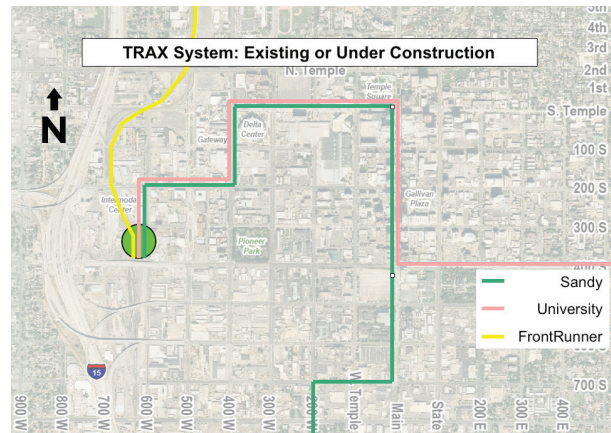 5th
4th
3rd
TRAX System: Existing or Under Construction
N. Temple
2nd
1st
Temple
Square
S. Temple
N
Delta
Center
Gateway
100 S
Intermodal
Center
Gallivan
Plaza
200 S
Pioneer
Park
300 S
400 S
Sandy
University
FrontRunner
15
700 S
900 W
800 W
700 W
600 W
500 W
400 W
300 W
200 W
W. Temple
Main
State
200 E
300 E
400 E